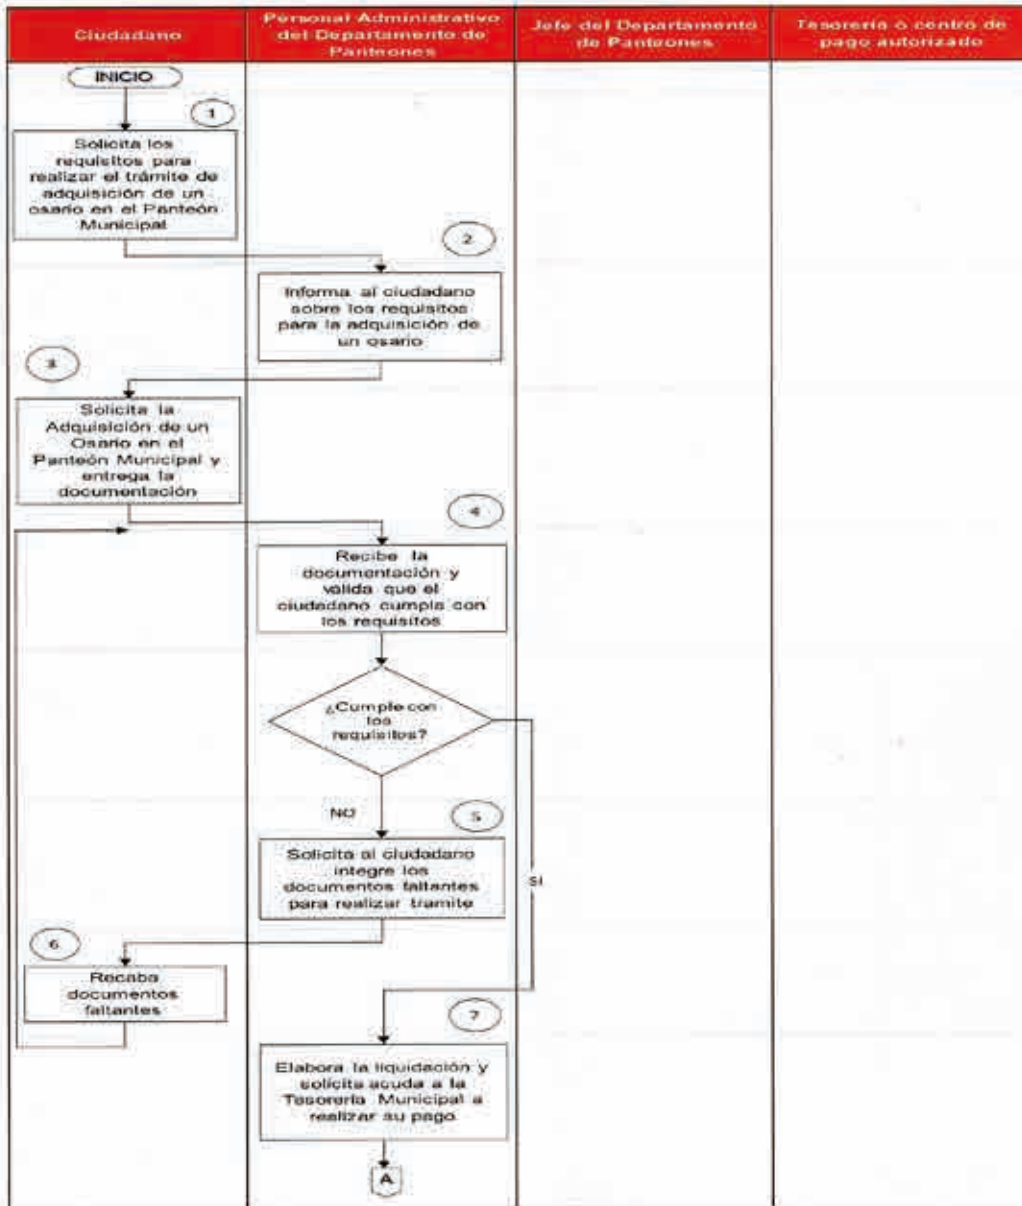 Ciudadano
Personal Administrativo
del Departamento de
Panteones
Jefe del Departamento
de Panteones
Tesorería o centro de
pago autorizado
INICIO
1
Solicita los
requisitos para
realizar el trámite de
adquisición de un
osario en el Panteón
Municipal
2
Informa al ciudadano
sobre los requisitos
para la adquisición de
un osario
3
Solicita la
Adquisición de un
Osario en el
Panteón Municipal y
entrega la
documentación
4
Recibe la
documentación y
valida que el
ciudadano cumpla con
los requisitos
¿Cumple con
los
requisitos?
NO
5
Solicita al ciudadano
integre los
documentos faltantes
para realizar tramite
SI
6
Recaba
documentos
faltantes
7
Elabora la liquidación y
solicita acuda a la
Tesorería Municipal a
realizar su pago
A